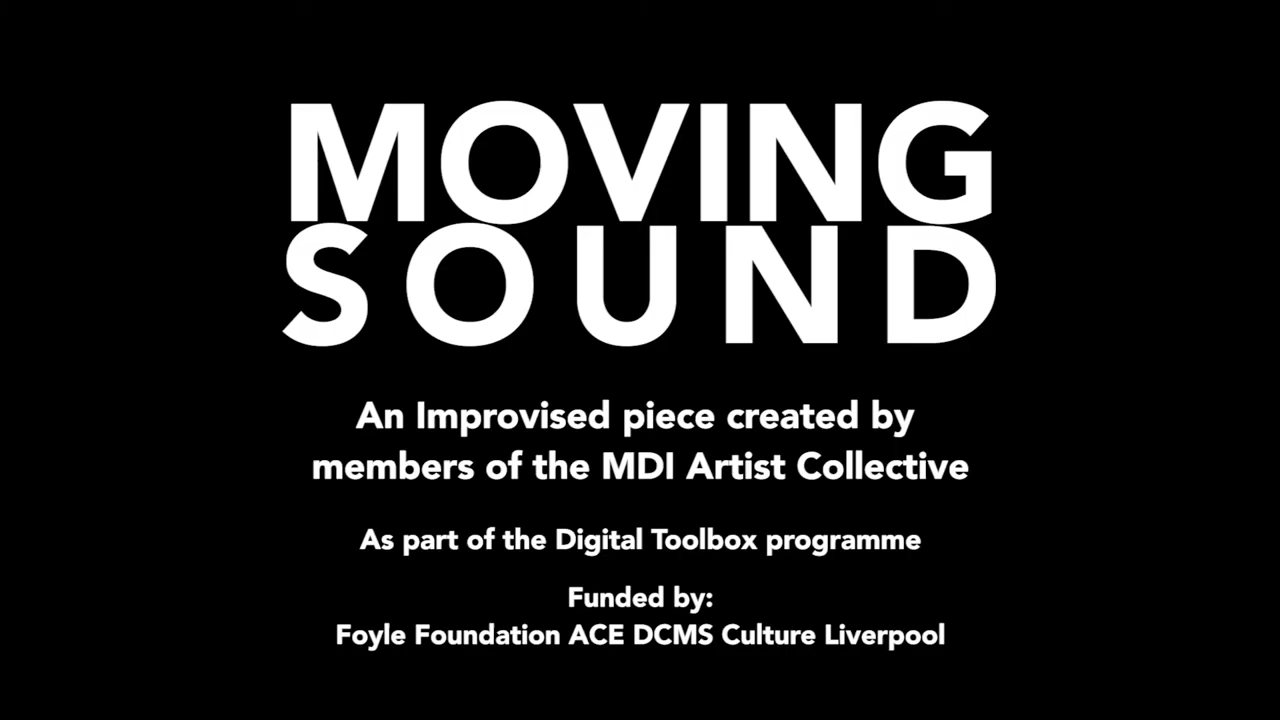 MOVING
SOUND
An Improvised piece created by
members of the MDI Artist Collective
As part of the Digital Toolbox programme
Funded by:
Foyle Foundation ACE DCMS Culture Liverpool